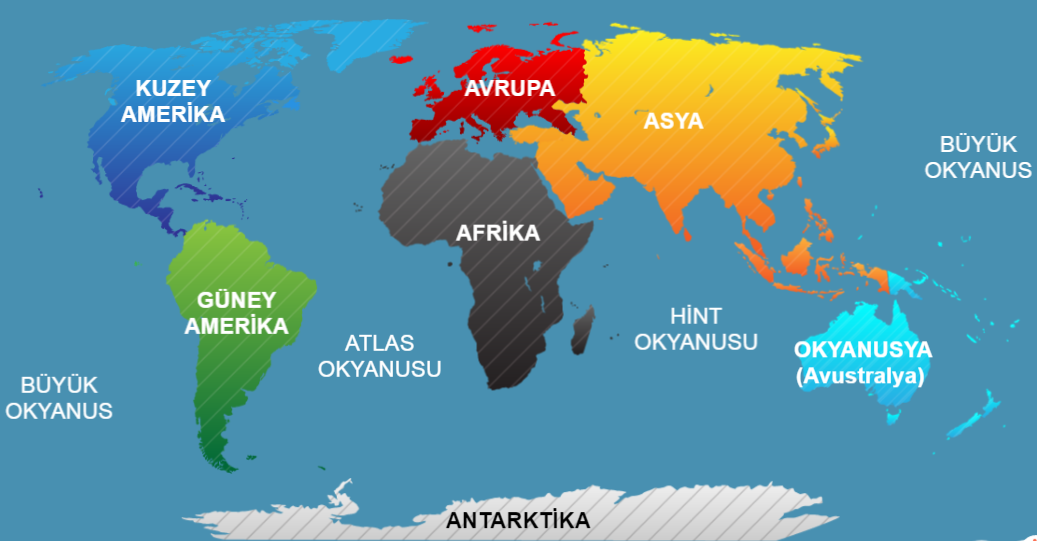 KUZEY
AMERİKA
AVRUPA
ASYA
BÜYÜK
OKYANUS
AFRİKA
GÜNEY
AMERİKA
ATLAS
OKYANUSU
HİNT
OKYANUSU
OKYANUSYA
(Avustralya)
BÜYÜK
OKYANUS
ANTARKTİKA